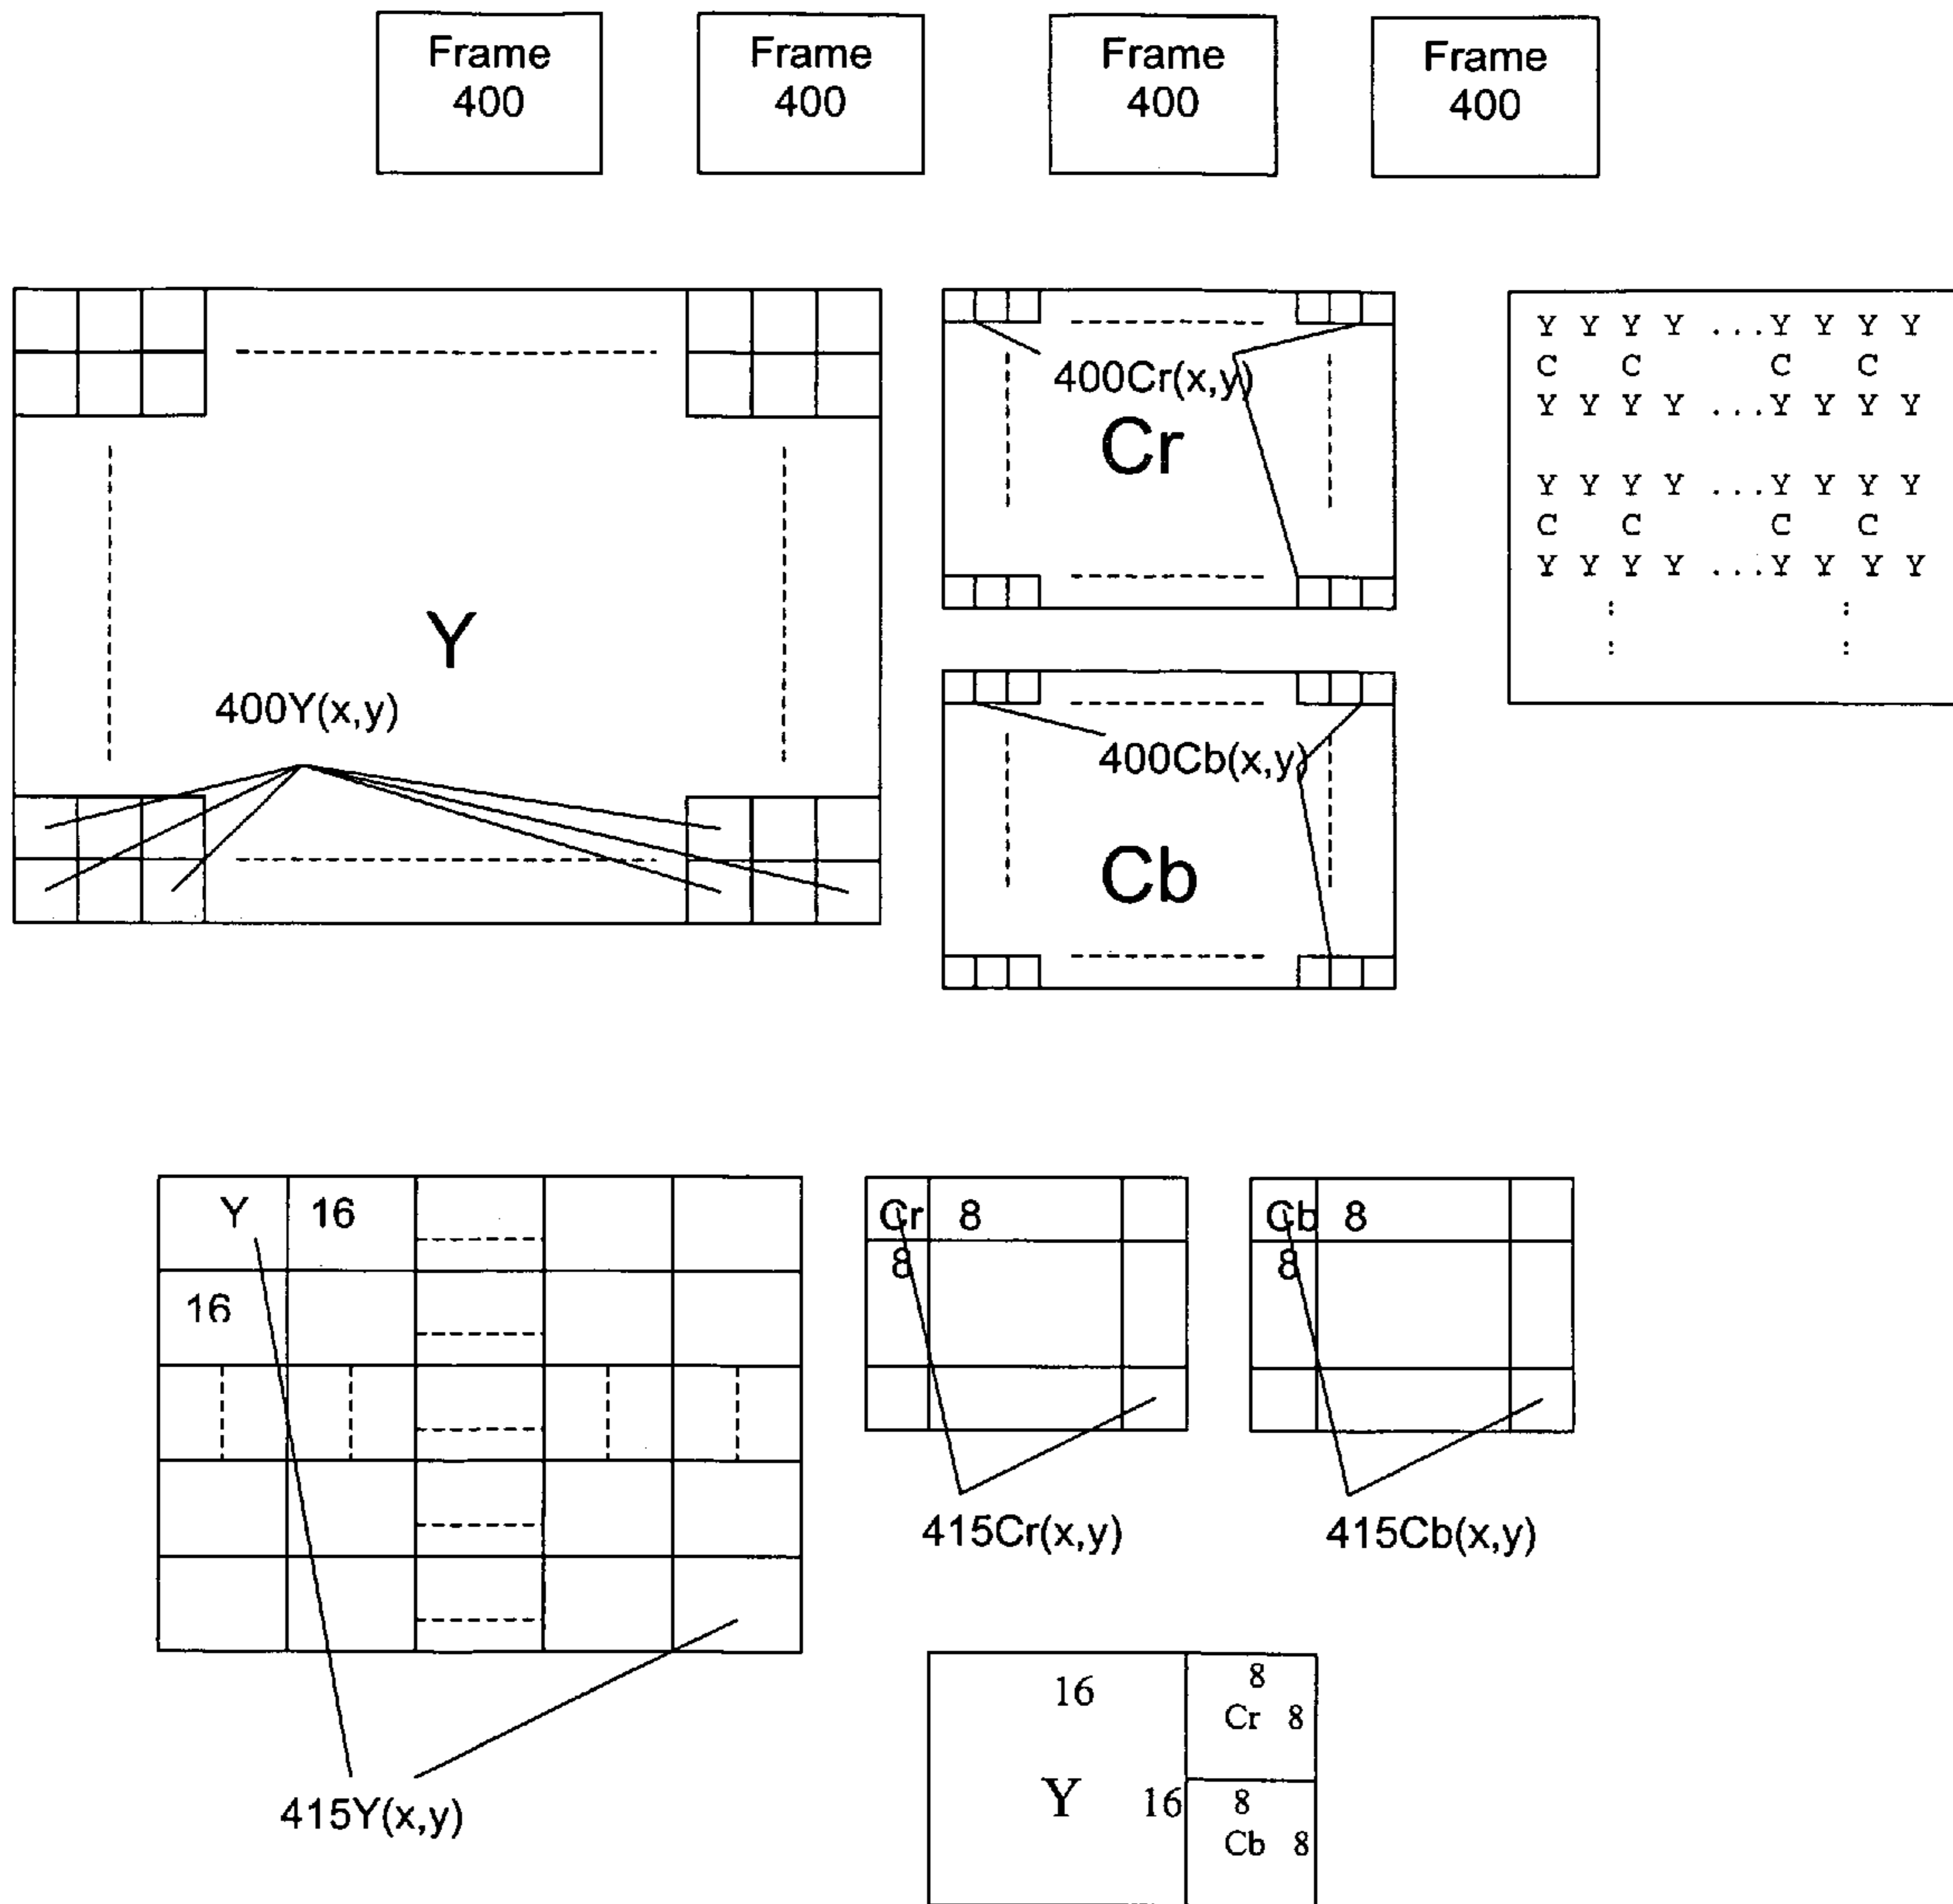 Frame
400
Frame
400
Frame
400
Frame
400
Y
400Y(x,y)
400Cr(x,y)
Cr
400Cb(x,y)
Cb
Y Y Y Y ...Y Y Y Y
C C C C
Y Y Y Y ...Y Y Y Y
Y Y Y Y ...Y Y Y Y
C C C C
Y Y Y Y ...Y Y Y Y
: :
: :
Y 16
16
415Y(x,y)
Cr 8
8
415Cr(x,y)
Cb 8
8
415Cb(x,y)
16
Y 16
8
Cr 8
8
Cb 8